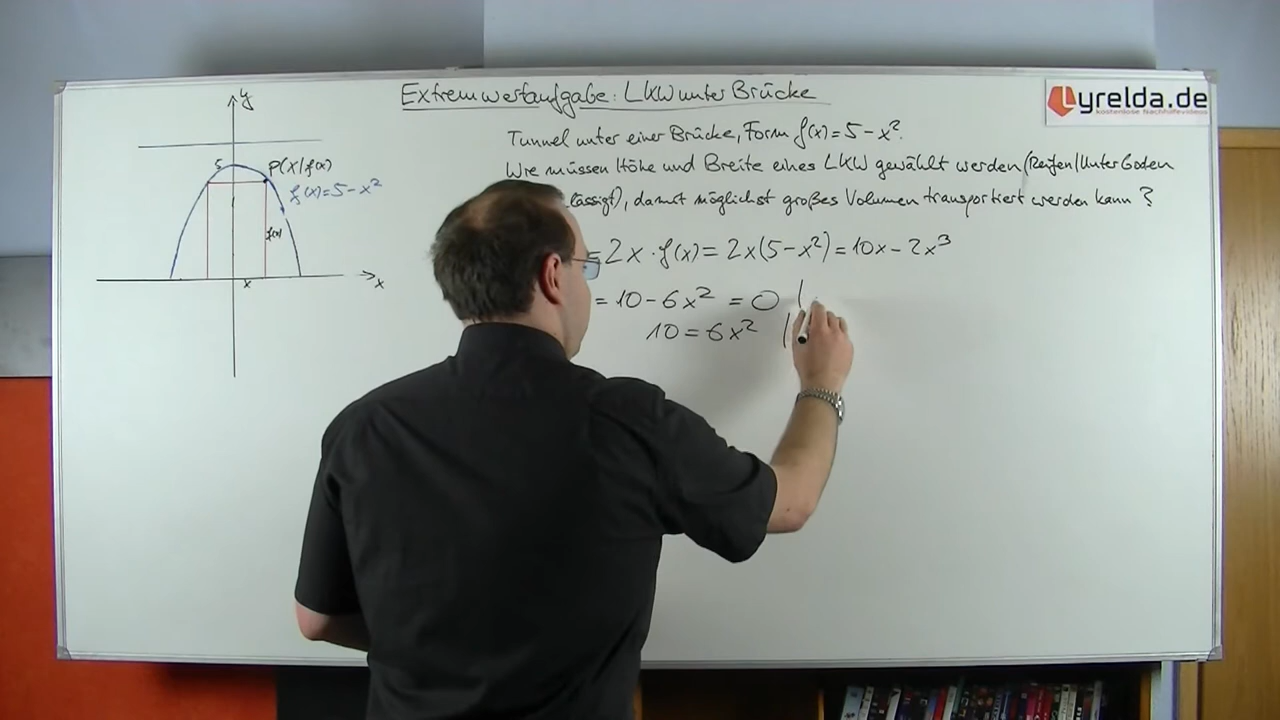 Extremwertaufgabe: LKW unter Brücke
Lyrelda.de
kostenlose Nachhilfevideos
Tunnel unter einer Brücke, Form f(x) = 5 - x².
Wie müssen Höhe und Breite eines LKW gewählt werden (Reifen/Unterboden
lässigt), damit möglichst großes Volumen transportiert werden kann?
= 2x · f(x) = 2x(5 - x²) = 10x - 2x³
= 10 - 6x² = 0 |
10 = 6x² |
y
5
P(x/f(x))
f(x) = 5 - x²
f(x)
x
x